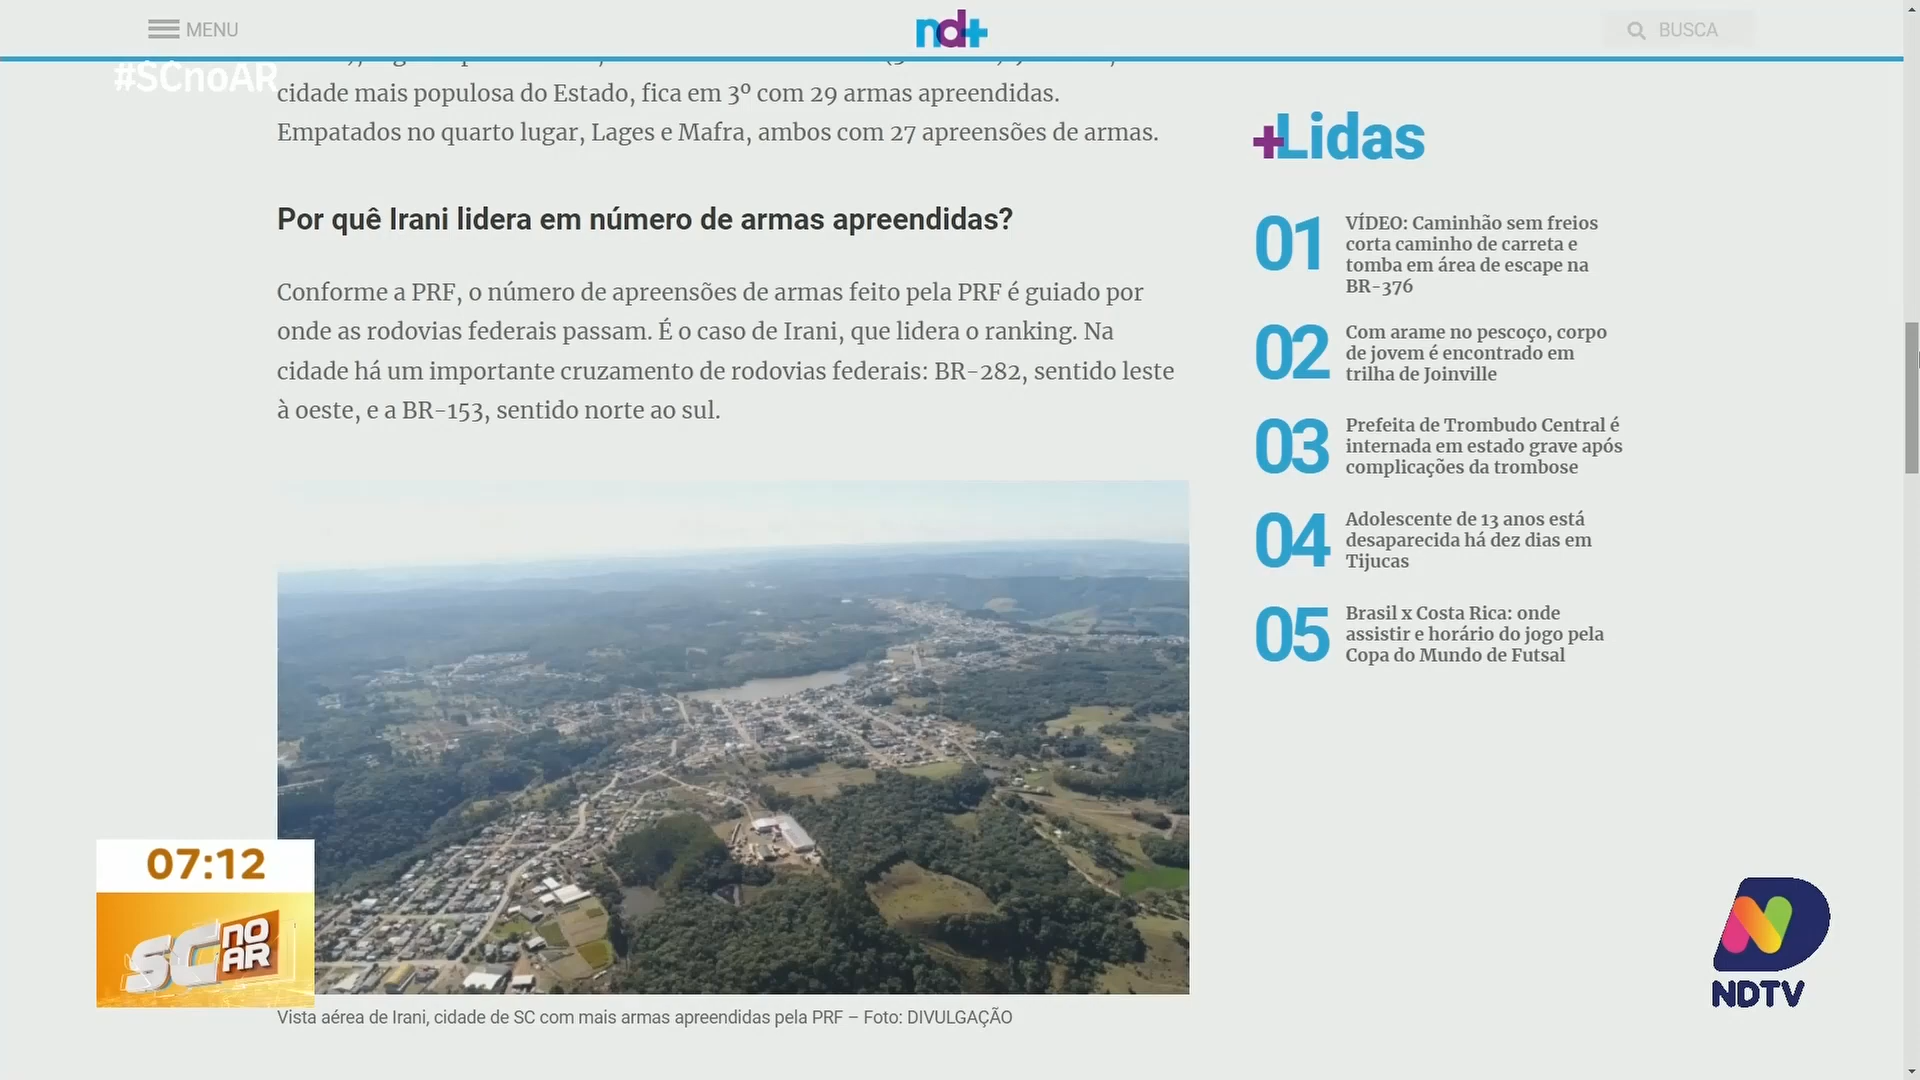 MENU
nd+
BUSCA
#SCnoAR
cidade mais populosa do Estado, fica em 3º com 29 armas apreendidas.
Empatados no quarto lugar, Lages e Mafra, ambos com 27 apreensões de armas.
Por quê Irani lidera em número de armas apreendidas?
Conforme a PRF, o número de apreensões de armas feito pela PRF é guiado por
onde as rodovias federais passam. É o caso de Irani, que lidera o ranking. Na
cidade há um importante cruzamento de rodovias federais: BR-282, sentido leste
à oeste, e a BR-153, sentido norte ao sul.
Vista aérea de Irani, cidade de SC com mais armas apreendidas pela PRF – Foto: DIVULGAÇÃO
+Lidas
01
VÍDEO: Caminhão sem freios
corta caminho de carreta e
tomba em área de escape na
BR-376
02
Com arame no pescoço, corpo
de jovem é encontrado em
trilha de Joinville
03
Prefeita de Trombudo Central é
internada em estado grave após
complicações da trombose
04
Adolescente de 13 anos está
desaparecida há dez dias em
Tijucas
05
Brasil x Costa Rica: onde
assistir e horário do jogo pela
Copa do Mundo de Futsal
07:12
SC NO
AR
NDTV